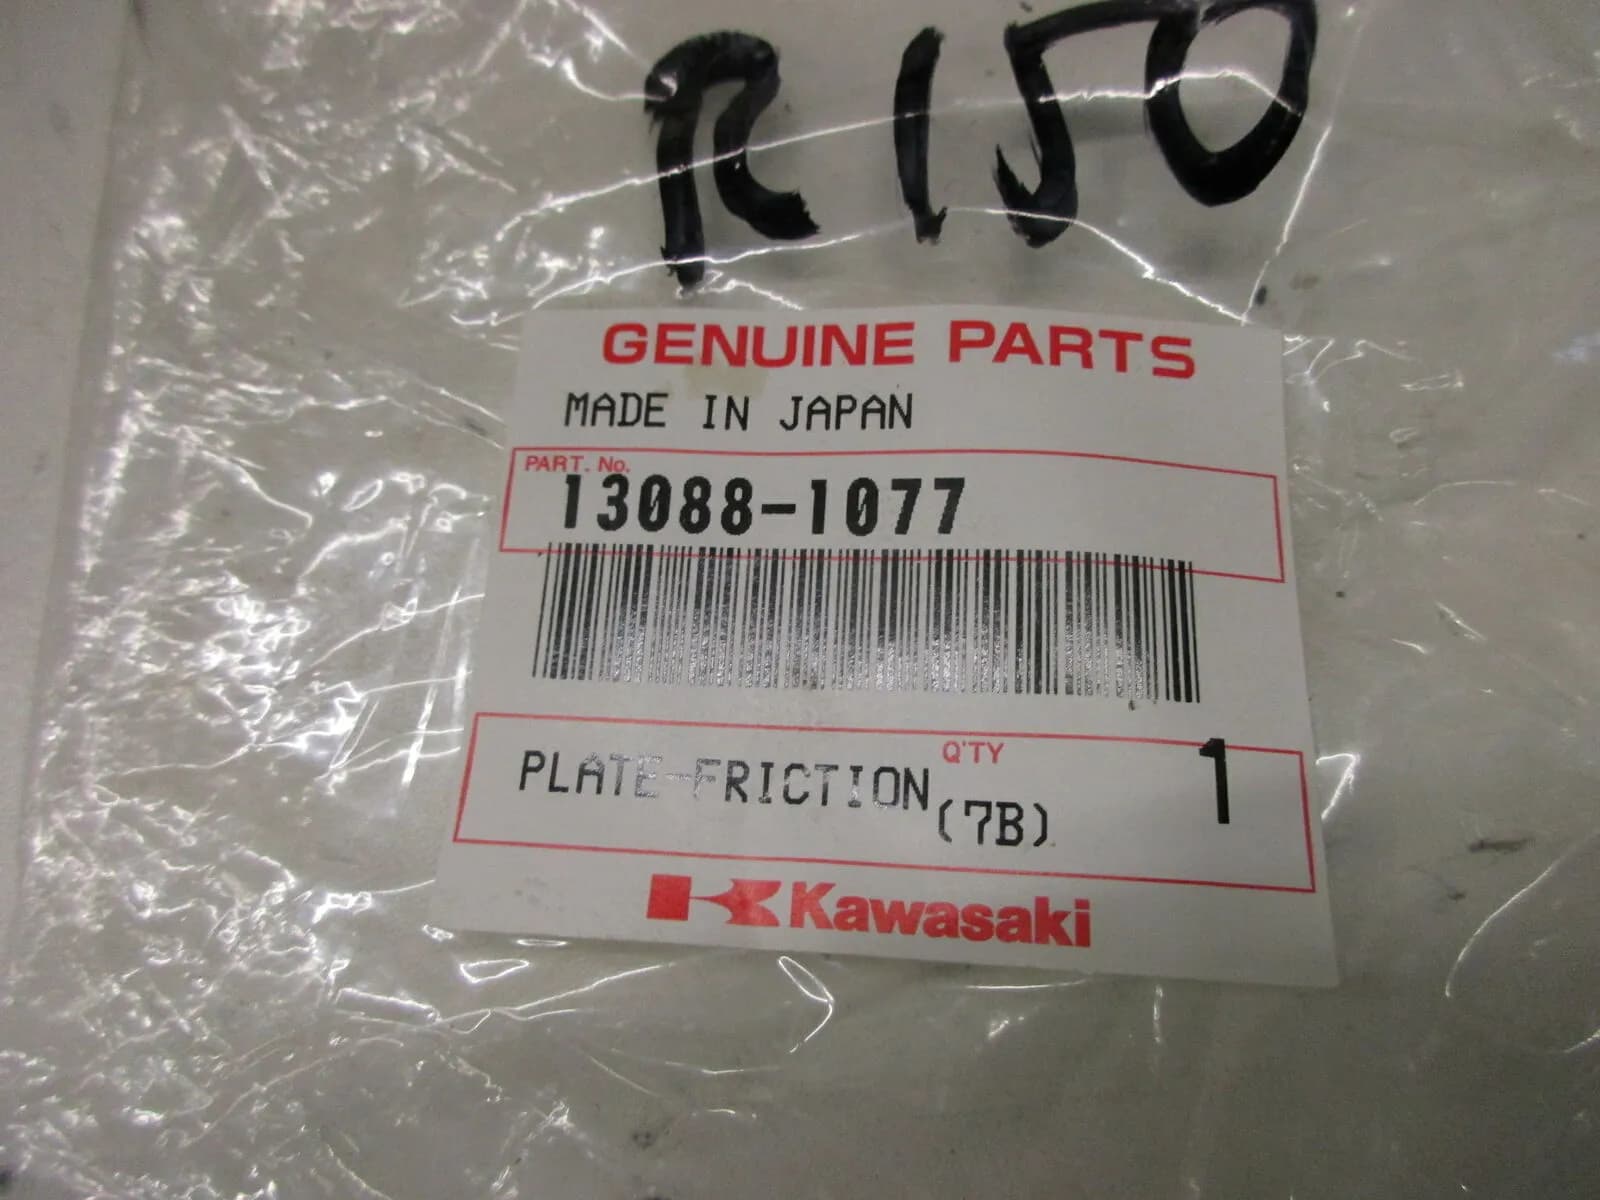 R150
GENUINE PARTS
MADE IN JAPAN
PART. No.
13088-1077
PLATE-FRICTION
Q'TY
1
(7B)
Kawasaki